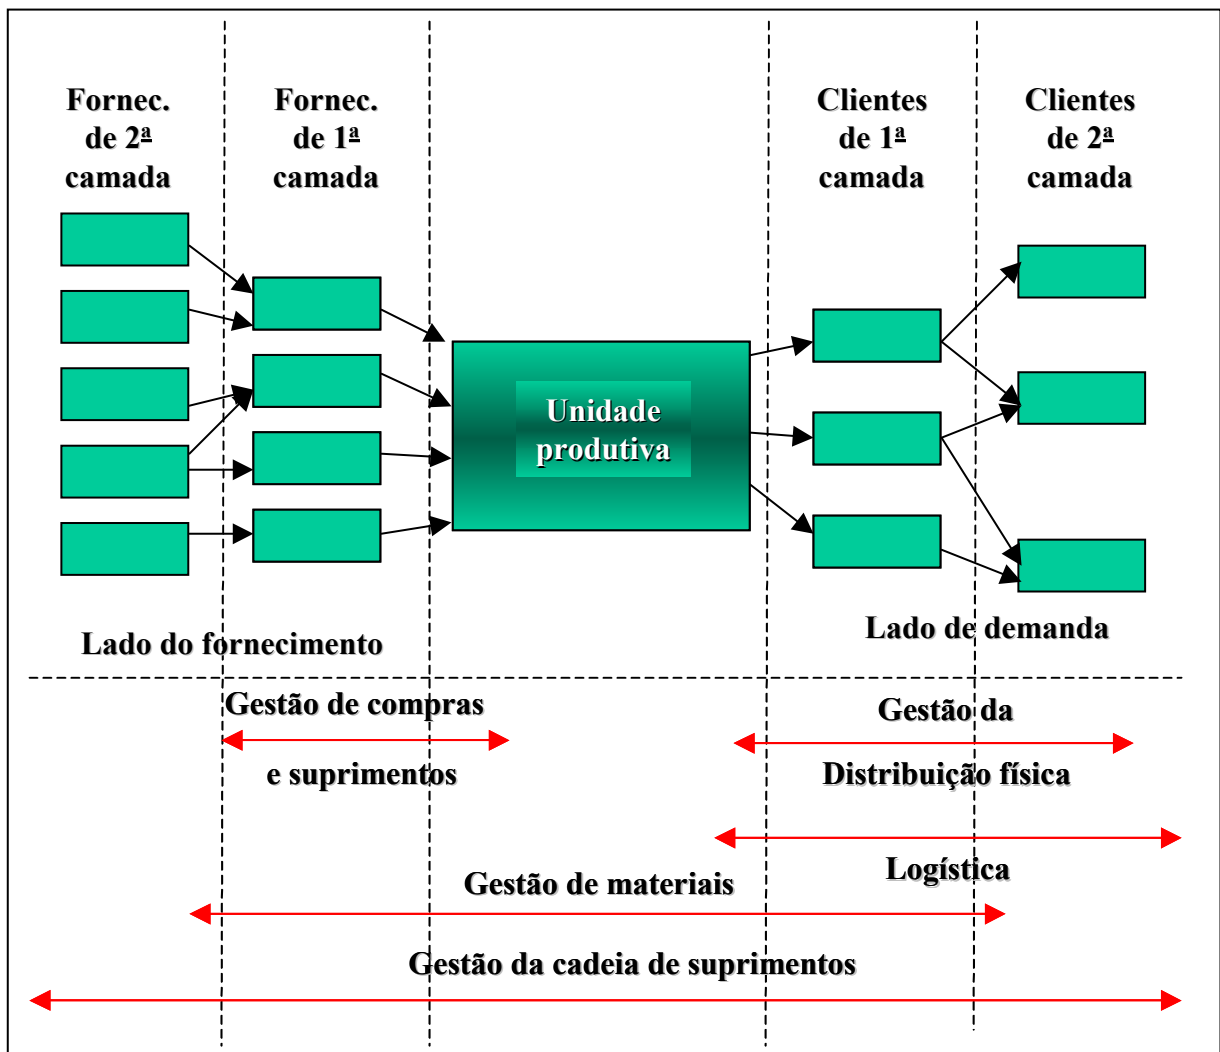 Fornec.
de 2ª
camada
Fornec.
de 1ª
camada
Clientes
de 1ª
camada
Clientes
de 2ª
camada
Unidade
produtiva
Lado do fornecimento
Lado de demanda
Gestão de compras
e suprimentos
Gestão da
Distribuição física
Logística
Gestão de materiais
Gestão da cadeia de suprimentos